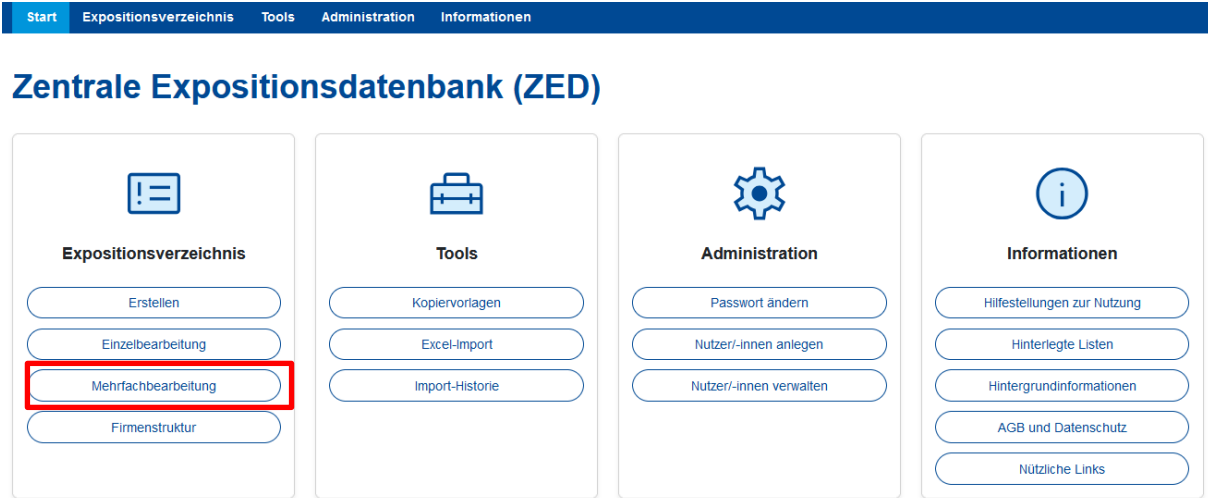 Start Expositionsverzeichnis Tools Administration Informationen
Zentrale Expositionsdatenbank (ZED)
Expositionsverzeichnis
Erstellen
Einzelbearbeitung
Mehrfachbearbeitung
Firmenstruktur
Tools
Kopiervorlagen
Excel-Import
Import-Historie
Administration
Passwort ändern
Nutzer/-innen anlegen
Nutzer/-innen verwalten
Informationen
Hilfestellungen zur Nutzung
Hinterlegte Listen
Hintergrundinformationen
AGB und Datenschutz
Nützliche Links